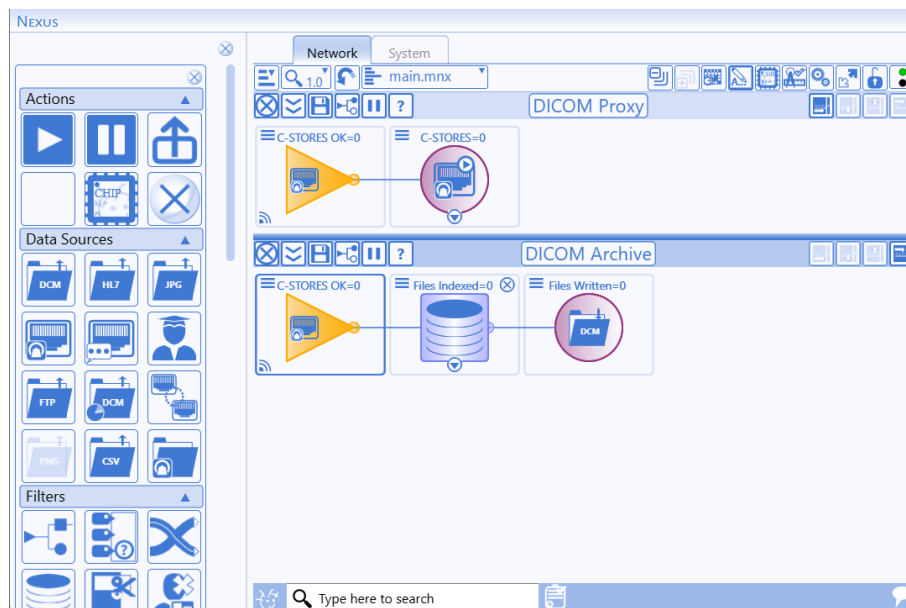 NEXUS
Network
System
1.0
main.mnx
Actions
CHIP
Data Sources
DCM
HL7
JPG
FTP
DCM
PNG
CSV
Filters
?
?
DICOM Proxy
C-STORES OK=0
C-STORES=0
?
DICOM Archive
C-STORES OK=0
Files Indexed=0
Files Written=0
DCM
Type here to search